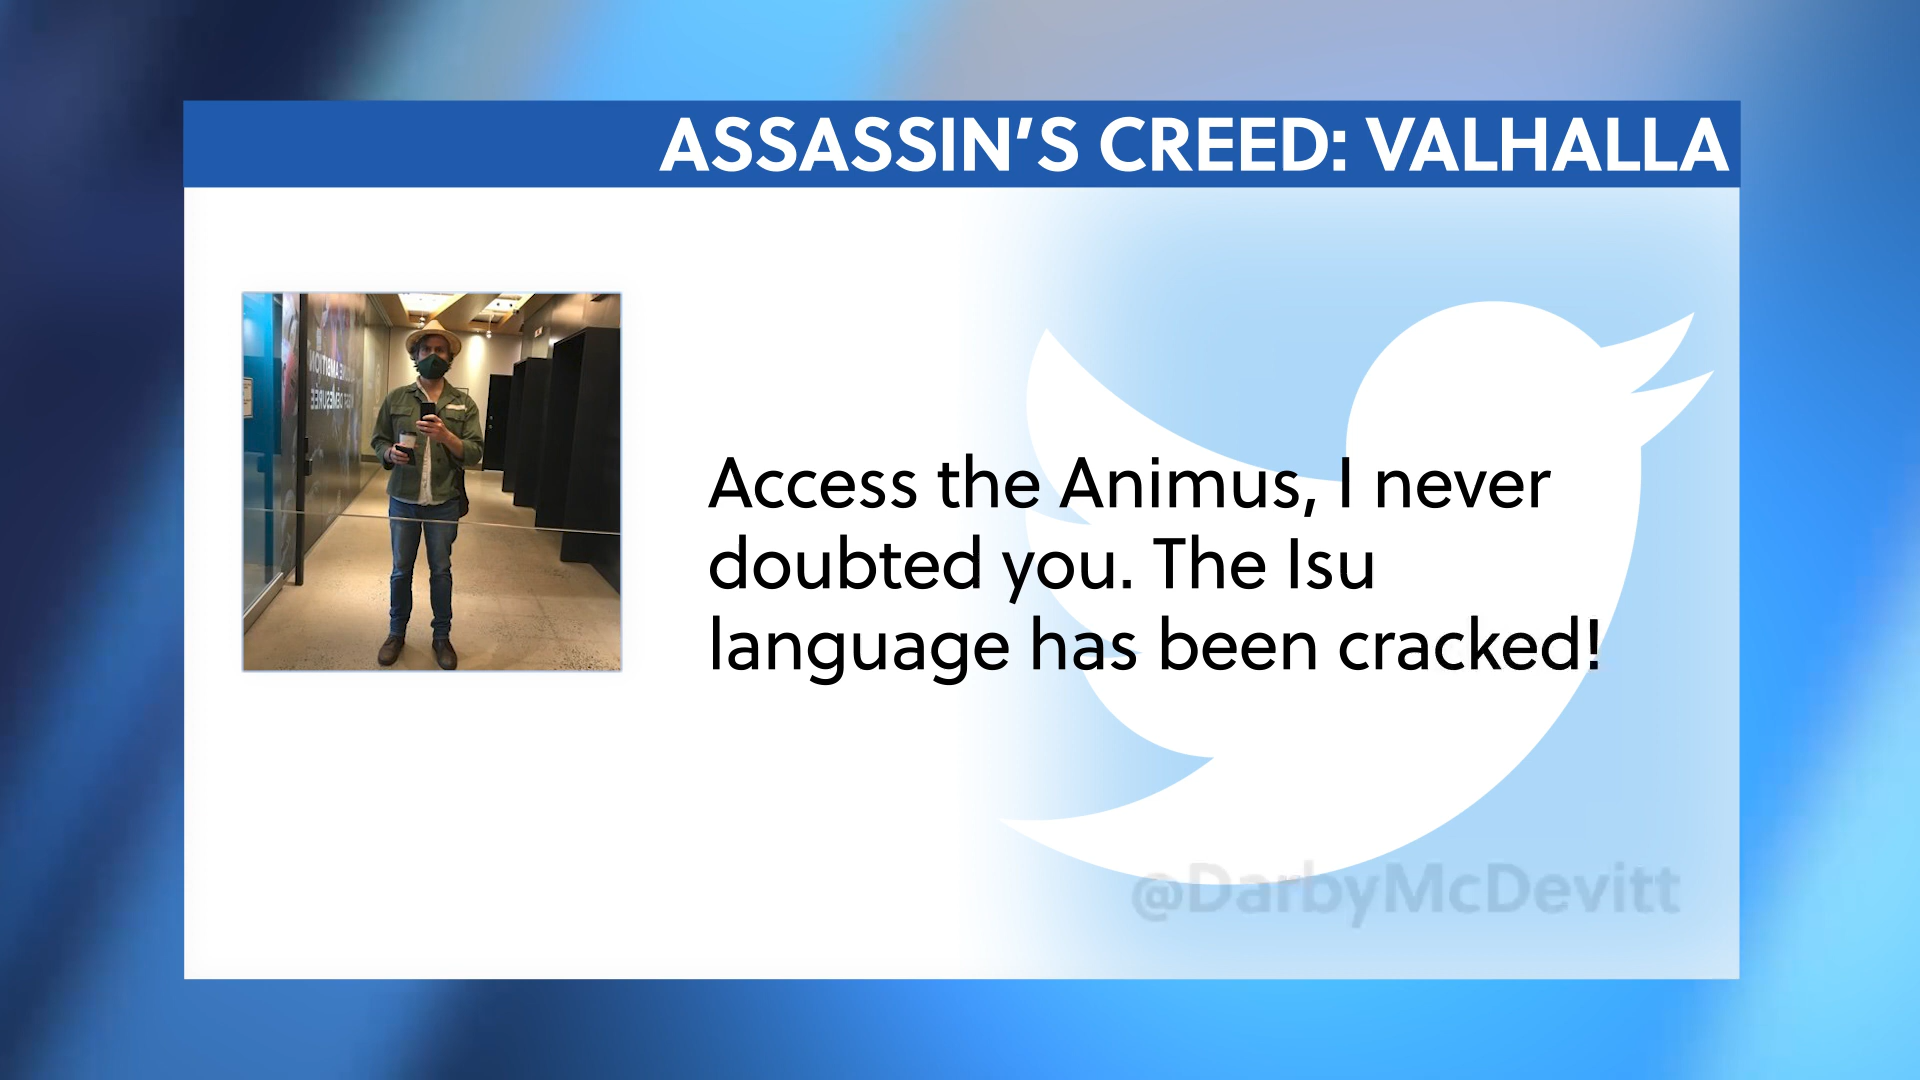 ASSASSIN'S CREED: VALHALLA
Access the Animus, I never
doubted you. The Isu
language has been cracked!
@DarbyMcDevitt